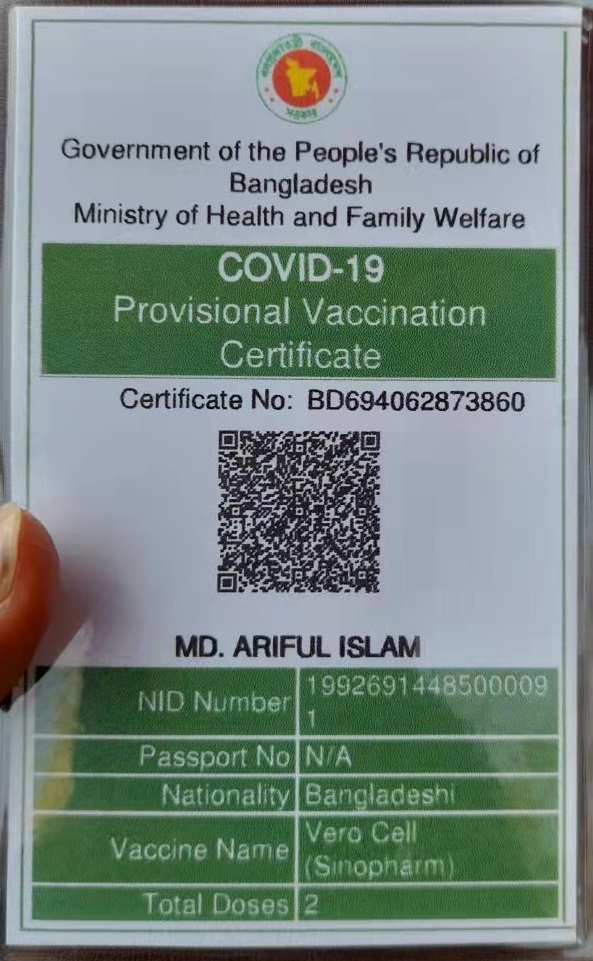 Government of the People's Republic of
Bangladesh
Ministry of Health and Family Welfare
COVID-19
Provisional Vaccination
Certificate
Certificate No: BD694062873860
MD. ARIFUL ISLAM
NID Number 1992691448500009
1
Passport No N/A
Nationality Bangladeshi
Vaccine Name Vero Cell
(Sinopharm)
Total Doses 2